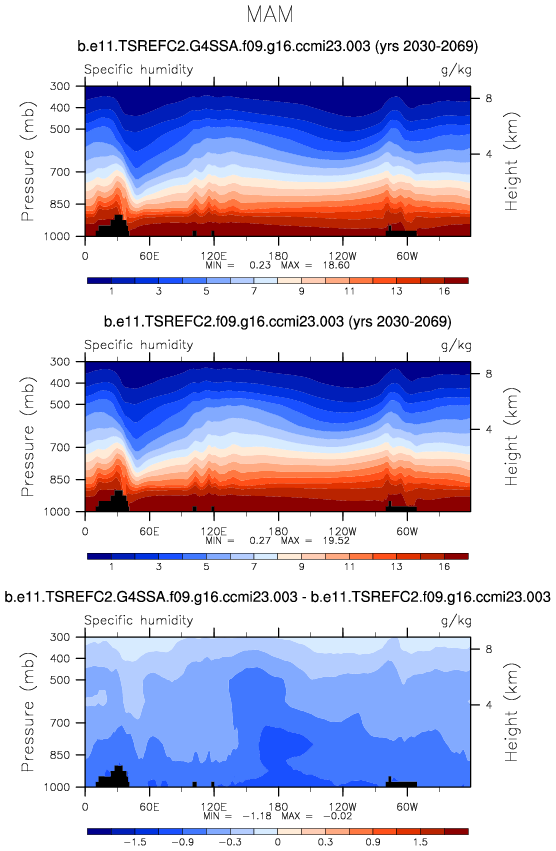 MAM
b.e11.TSREFC2.G4SSA.f09.g16.ccmi23.003 (yrs 2030-2069)
Specific humidity g/kg
300
400
500
700
850
1000
Pressure (mb)
8
4
Height (km)
0 60E 120E 180 120W 60W
MIN = 0.23 MAX = 18.60
1 3 5 7 9 11 13 16
b.e11.TSREFC2.f09.g16.ccmi23.003 (yrs 2030-2069)
Specific humidity g/kg
300
400
500
700
850
1000
Pressure (mb)
8
4
Height (km)
0 60E 120E 180 120W 60W
MIN = 0.27 MAX = 19.52
1 3 5 7 9 11 13 16
b.e11.TSREFC2.G4SSA.f09.g16.ccmi23.003 - b.e11.TSREFC2.f09.g16.ccmi23.003
Specific humidity g/kg
300
400
500
700
850
1000
Pressure (mb)
8
4
Height (km)
0 60E 120E 180 120W 60W
MIN = −1.18 MAX = −0.02
−1.5 −0.9 −0.3 0 0.3 0.9 1.5